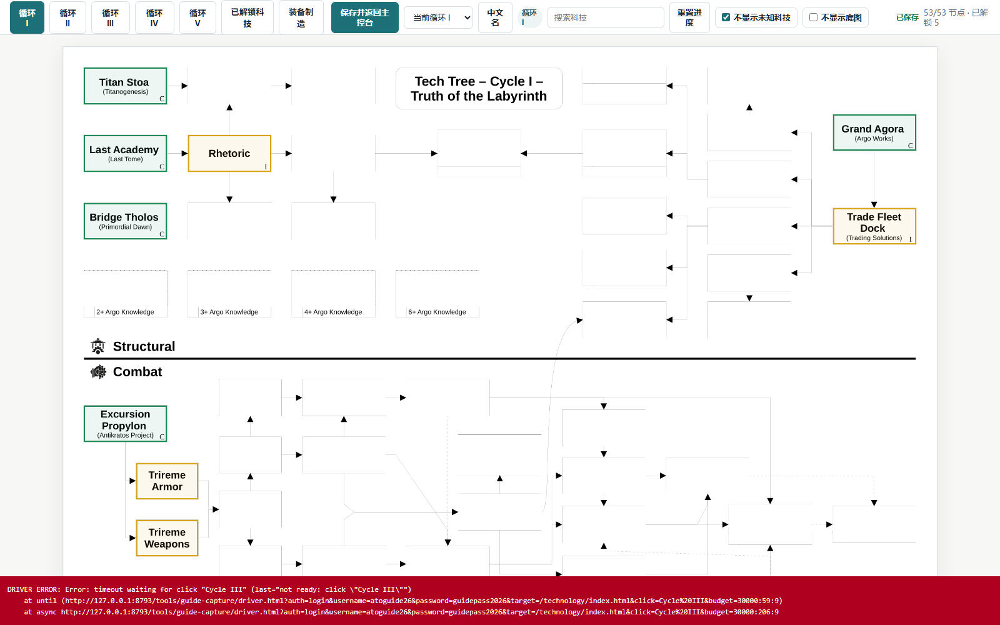 循环 I
循环 II
循环 III
循环 IV
循环 V
已解锁科技
装备制造
保存并返回主控台
当前循环 I
中文名
循环 I
搜索科技
重置进度
不显示未知科技
不显示底图
已保存
53/53 节点 · 已解锁 5
Titan Stoa
(Titanogenesis)
C
Tech Tree – Cycle I –
Truth of the Labyrinth
Grand Agora
(Argo Works)
C
Last Academy
(Last Tome)
C
Rhetoric
I
Bridge Tholos
(Primordial Dawn)
C
Trade Fleet
Dock
(Trading Solutions)
I
2+ Argo Knowledge
3+ Argo Knowledge
4+ Argo Knowledge
6+ Argo Knowledge
Structural
Combat
Excursion
Propylon
(Antikratos Project)
C
Trireme
Armor
Trireme
Weapons
DRIVER ERROR: Error: timeout waiting for click "Cycle III" (last="not ready: click \"Cycle III\"")
at until (http://127.0.0.1:8793/tools/guide-capture/driver.html?auth=login&username=atoguide26&password=guidepass2026&target=/technology/index.html&click=Cycle%20III&budget=30000:59:9)
at async http://127.0.0.1:8793/tools/guide-capture/driver.html?auth=login&username=atoguide26&password=guidepass2026&target=/technology/index.html&click=Cycle%20III&budget=30000:206:9